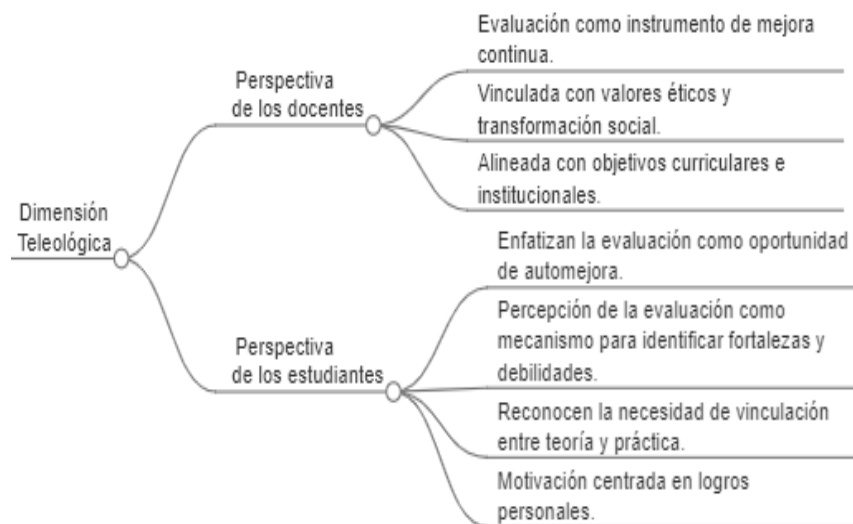 Dimensión
Teleológica
Perspectiva
de los docentes
Evaluación como instrumento de mejora
continua.
Vinculada con valores éticos y
transformación social.
Alineada con objetivos curriculares e
institucionales.
Perspectiva
de los estudiantes
Enfatizan la evaluación como oportunidad
de automejora.
Percepción de la evaluación como
mecanismo para identificar fortalezas y
debilidades.
Reconocen la necesidad de vinculación
entre teoría y práctica.
Motivación centrada en logros
personales.